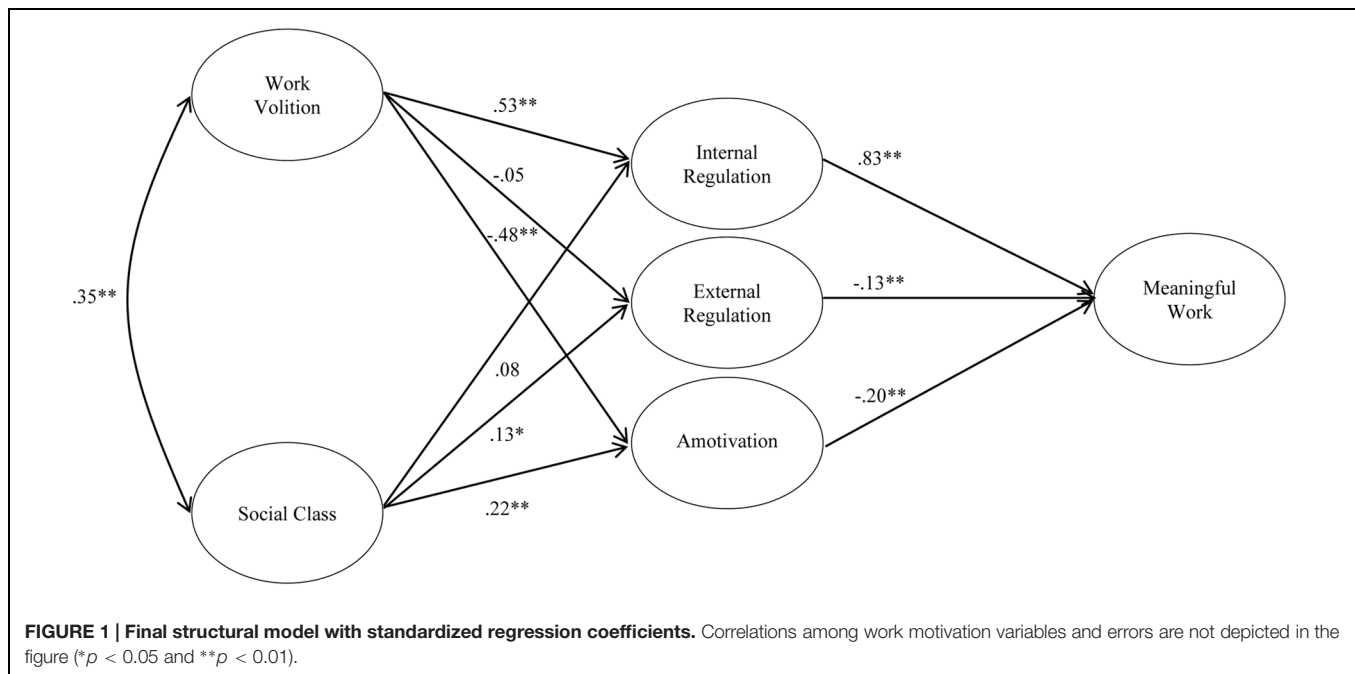 Work
Volition
.53**
Internal
Regulation
.83**
-.05
-.48**
.35**
External
Regulation
-.13**
Meaningful
Work
.08
.13*
Amotivation
-.20**
Social Class
.22**
FIGURE 1 | Final structural model with standardized regression coefficients. Correlations among work motivation variables and errors are not depicted in the
figure (*p < 0.05 and **p < 0.01).